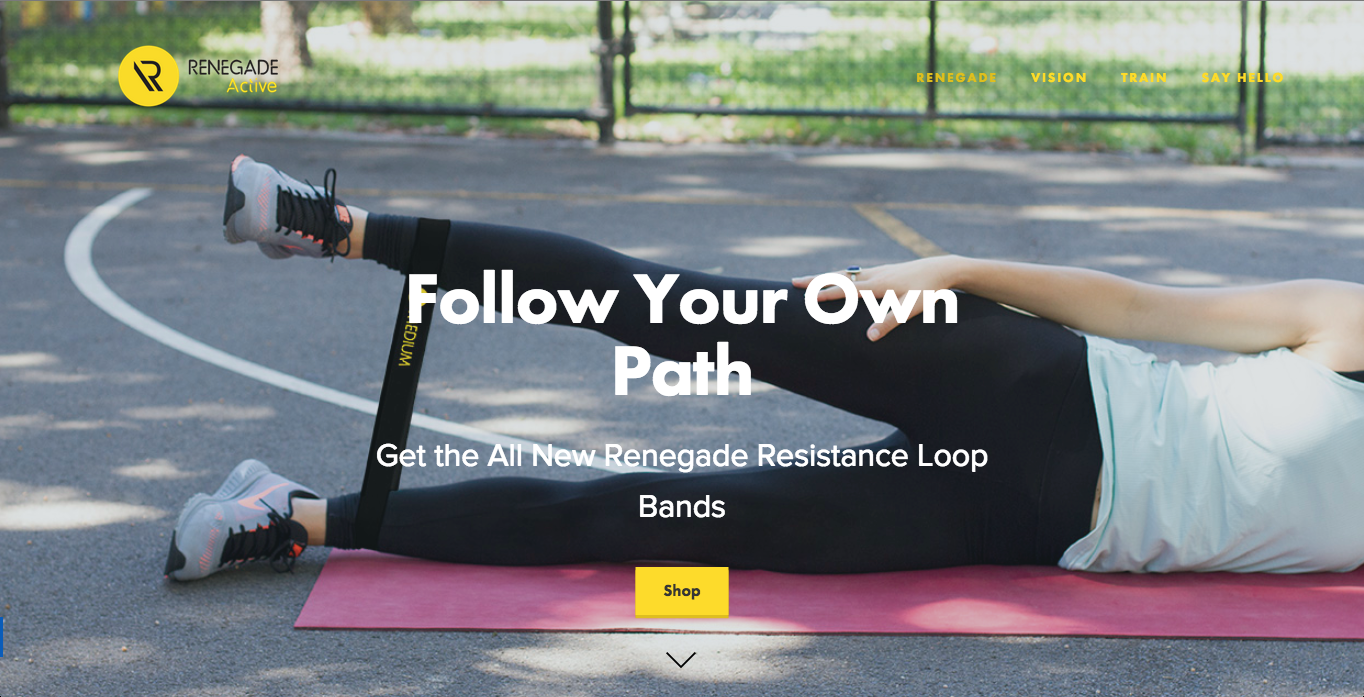 RENEGADE
Active
RENEGADE VISION TRAIN SAY HELLO
Follow Your Own
Path
MEDIUM
Get the All New Renegade Resistance Loop
Bands
Shop